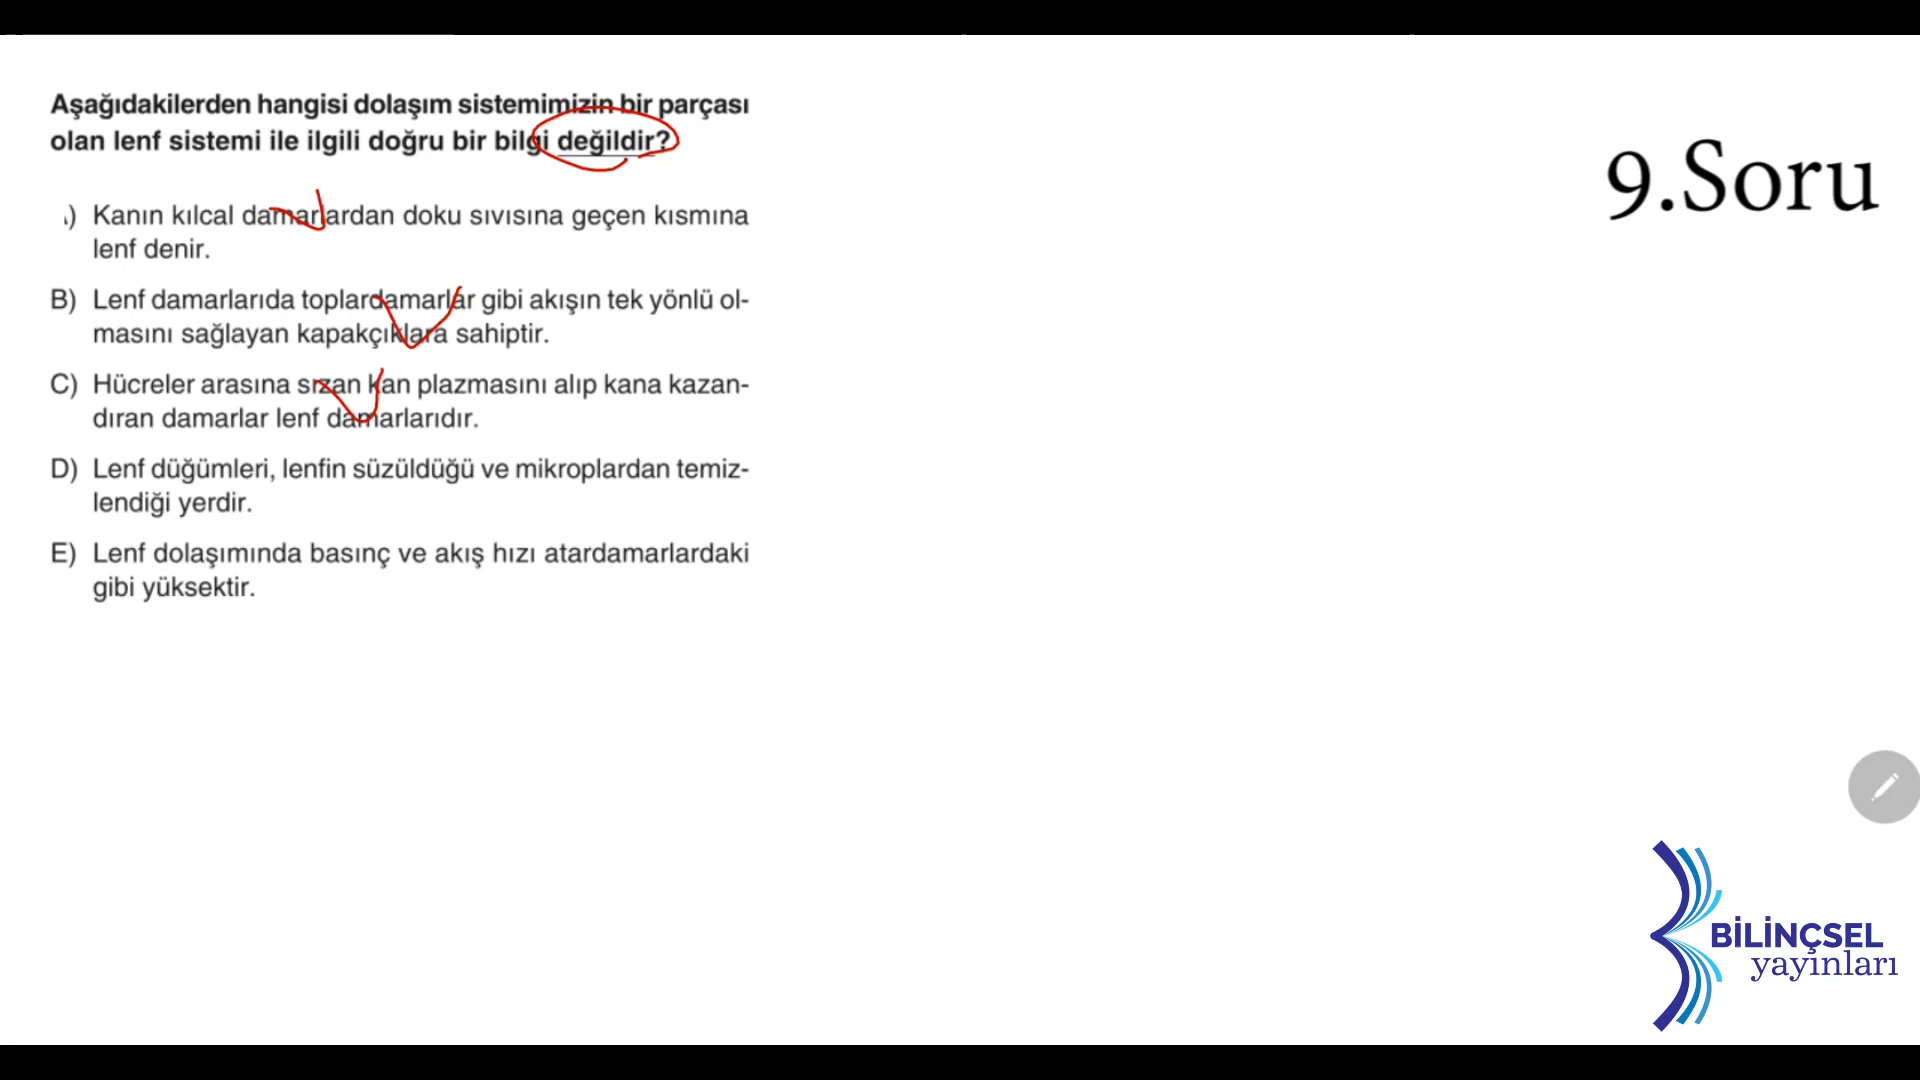 Aşağıdakilerden hangisi dolaşım sistemimizin bir parçası
olan lenf sistemi ile ilgili doğru bir bilgi değildir?
) Kanın kılcal damarlardan doku sıvısına geçen kısmına
lenf denir.
B) Lenf damarlarıda toplardamarlar gibi akışın tek yönlü ol-
masını sağlayan kapakçıklara sahiptir.
C) Hücreler arasına sızan kan plazmasını alıp kana kazan-
dıran damarlar lenf damarlarıdır.
D) Lenf düğümleri, lenfin süzüldüğü ve mikroplardan temiz-
lendiği yerdir.
E) Lenf dolaşımında basınç ve akış hızı atardamarlardaki
gibi yüksektir.
9.Soru
BİLİNÇSEL
yayınları